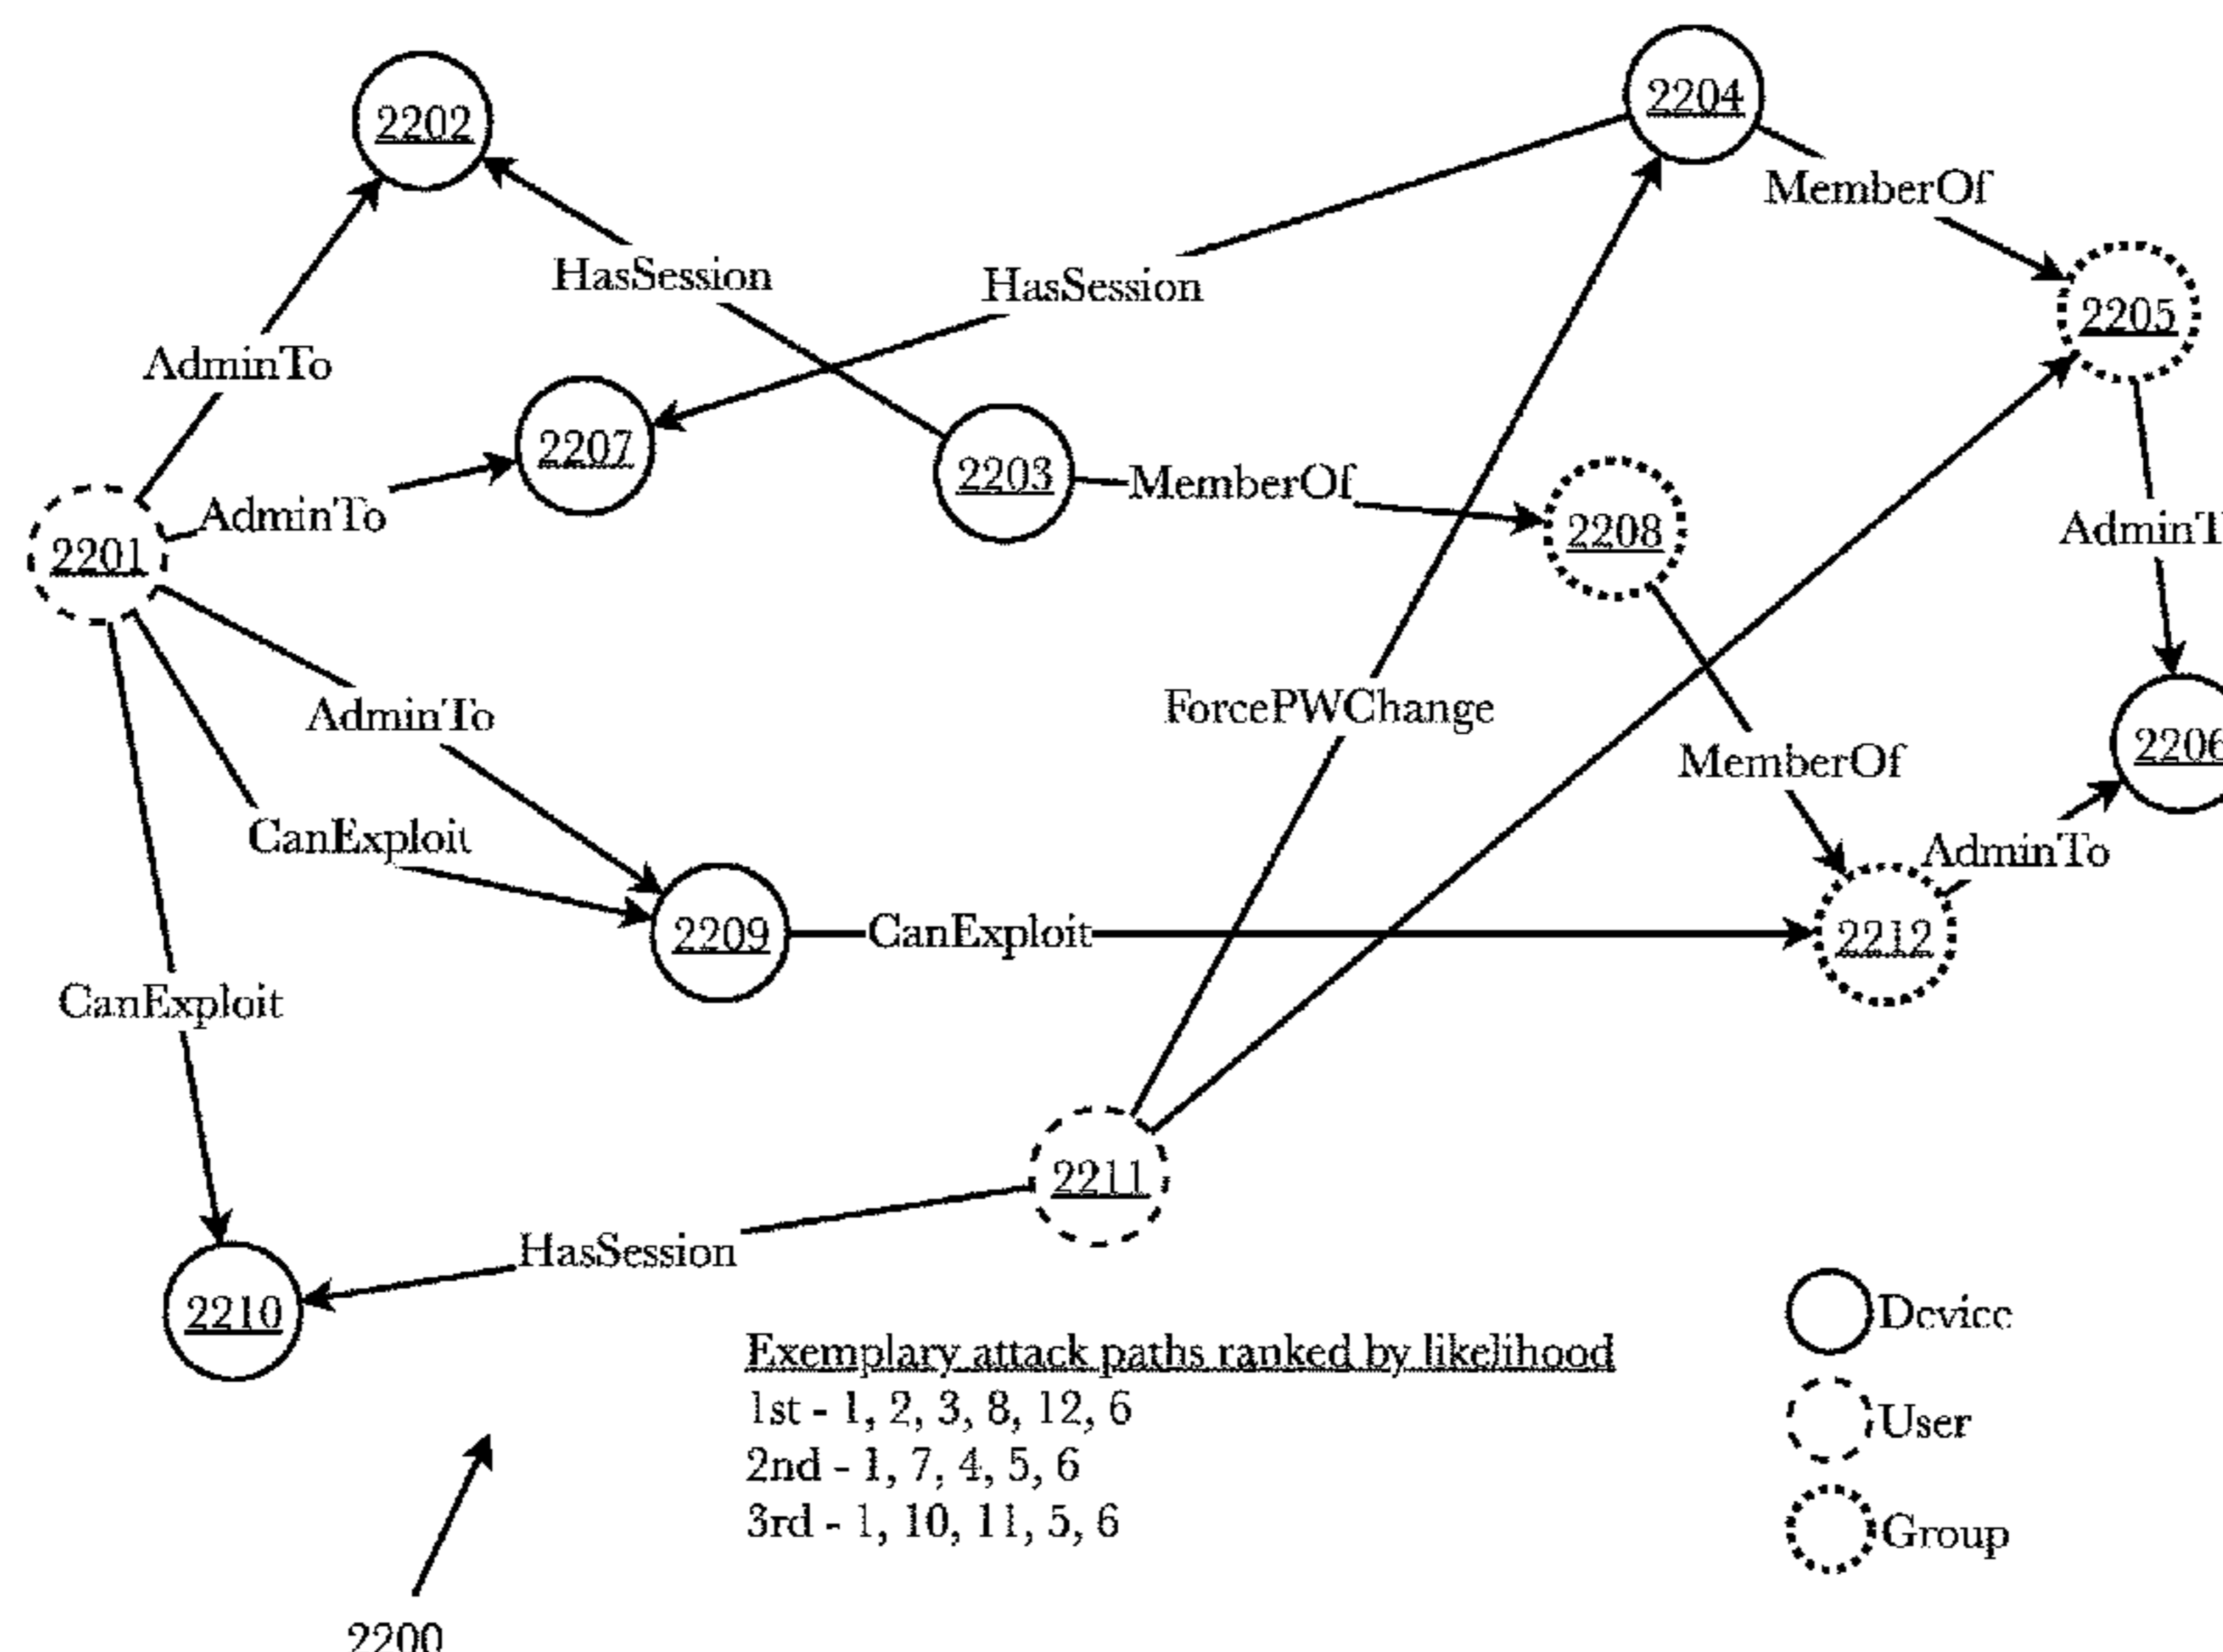 2202
2204
MemberOf
HasSession
HasSession
2205
AdminTo
2207
2203
MemberOf
AdminTo
2208
AdminT
2201
AdminTo
ForcePWChange
MemberOf
2206
CanExploit
AdminTo
2209
CanExploit
2212
CanExploit
2211
HasSession
2210
Device
Exemplary attack paths ranked by likelihood
1st - 1, 2, 3, 8, 12, 6
User
2nd - 1, 7, 4, 5, 6
3rd - 1, 10, 11, 5, 6
Group
2200